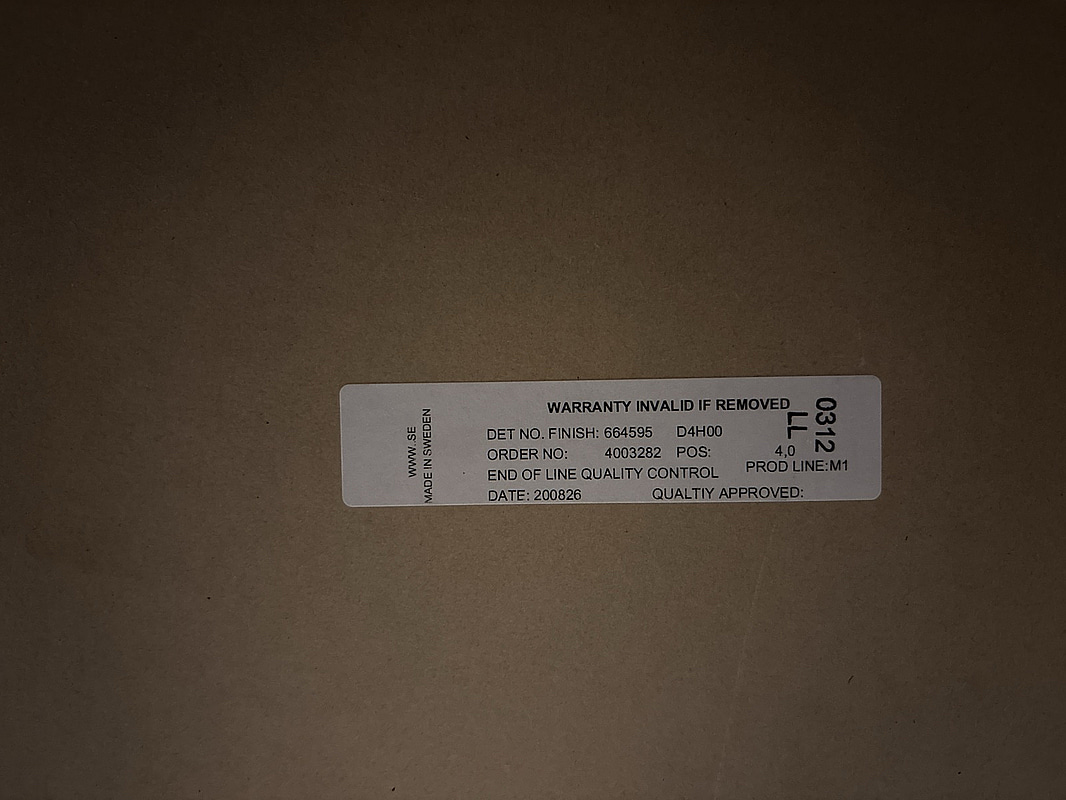 WARRANTY INVALID IF REMOVED
DET NO. FINISH: 664595 D4H00
ORDER NO: 4003282 POS: 4,0
END OF LINE QUALITY CONTROL PROD LINE:M1
DATE: 200826 QUALTIY APPROVED:
WWW. .SE
MADE IN SWEDEN
0312
LL